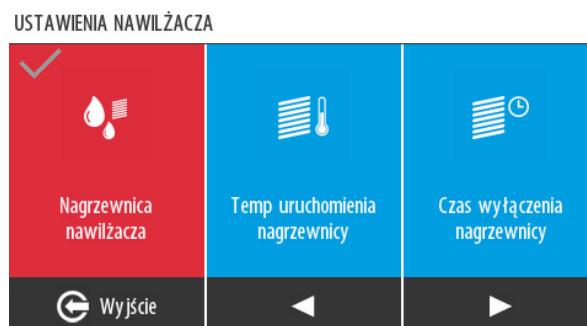 USTAWIENIA NAWILŻACZA
Nagrzewnica
nawilżacza
Temp uruchomienia
nagrzewnicy
Czas wyłączenia
nagrzewnicy
Wyjście